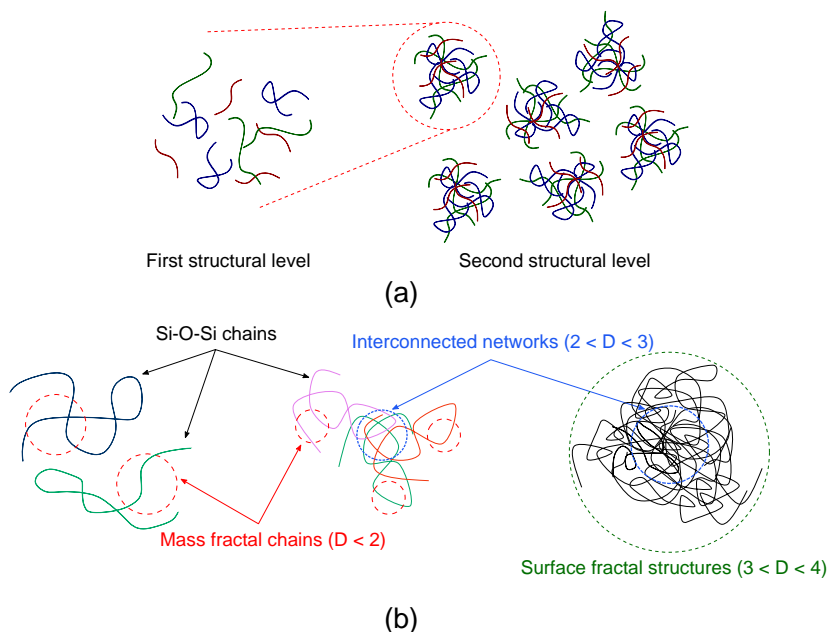 First structural level
Second structural level
(a)
Si-O-Si chains
Interconnected networks (2 < D < 3)
Mass fractal chains (D < 2)
Surface fractal structures (3 < D < 4)
(b)